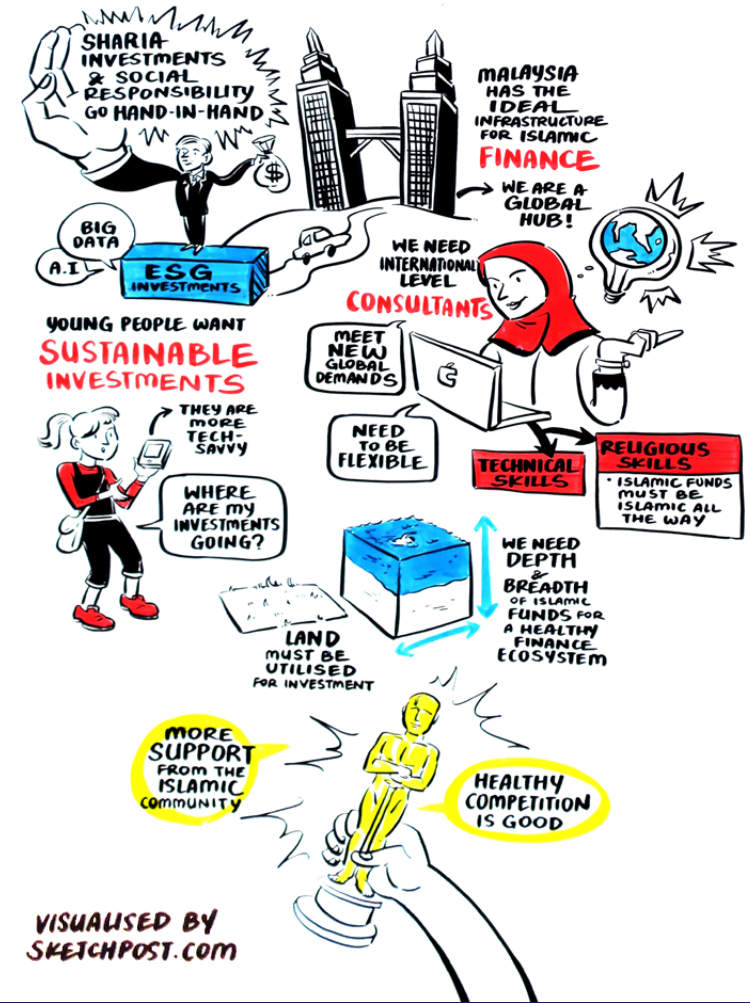 SHARIA
INVESTMENTS
& SOCIAL
RESPONSIBILITY
GO HAND-IN-HAND
$
MALAYSIA
HAS THE
IDEAL
INFRASTRUCTURE
FOR ISLAMIC
FINANCE
WE ARE A
GLOBAL
HUB!
BIG
DATA
A.I
ESG
INVESTMENTS
WE NEED
INTERNATIONAL
LEVEL
CONSULTANTS
MEET
NEW
GLOBAL
DEMANDS
NEED
TO BE
FLEXIBLE
TECHNICAL
SKILLS
RELIGIOUS
SKILLS
• ISLAMIC FUNDS
MUST BE
ISLAMIC ALL
THE WAY
YOUNG PEOPLE WANT
SUSTAINABLE
INVESTMENTS
THEY ARE
MORE
TECH-
SAVVY
WHERE
ARE MY
INVESTMENTS
GOING?
LAND
MUST BE
UTILISED
FOR INVESTMENT
WE NEED
DEPTH
&
BREADTH
OF ISLAMIC
FUNDS FOR
A HEALTHY
FINANCE
ECOSYSTEM
MORE
SUPPORT
FROM THE
ISLAMIC
COMMUNITY
HEALTHY
COMPETITION
IS GOOD
VISUALISED BY
SKETCHPOST.COM